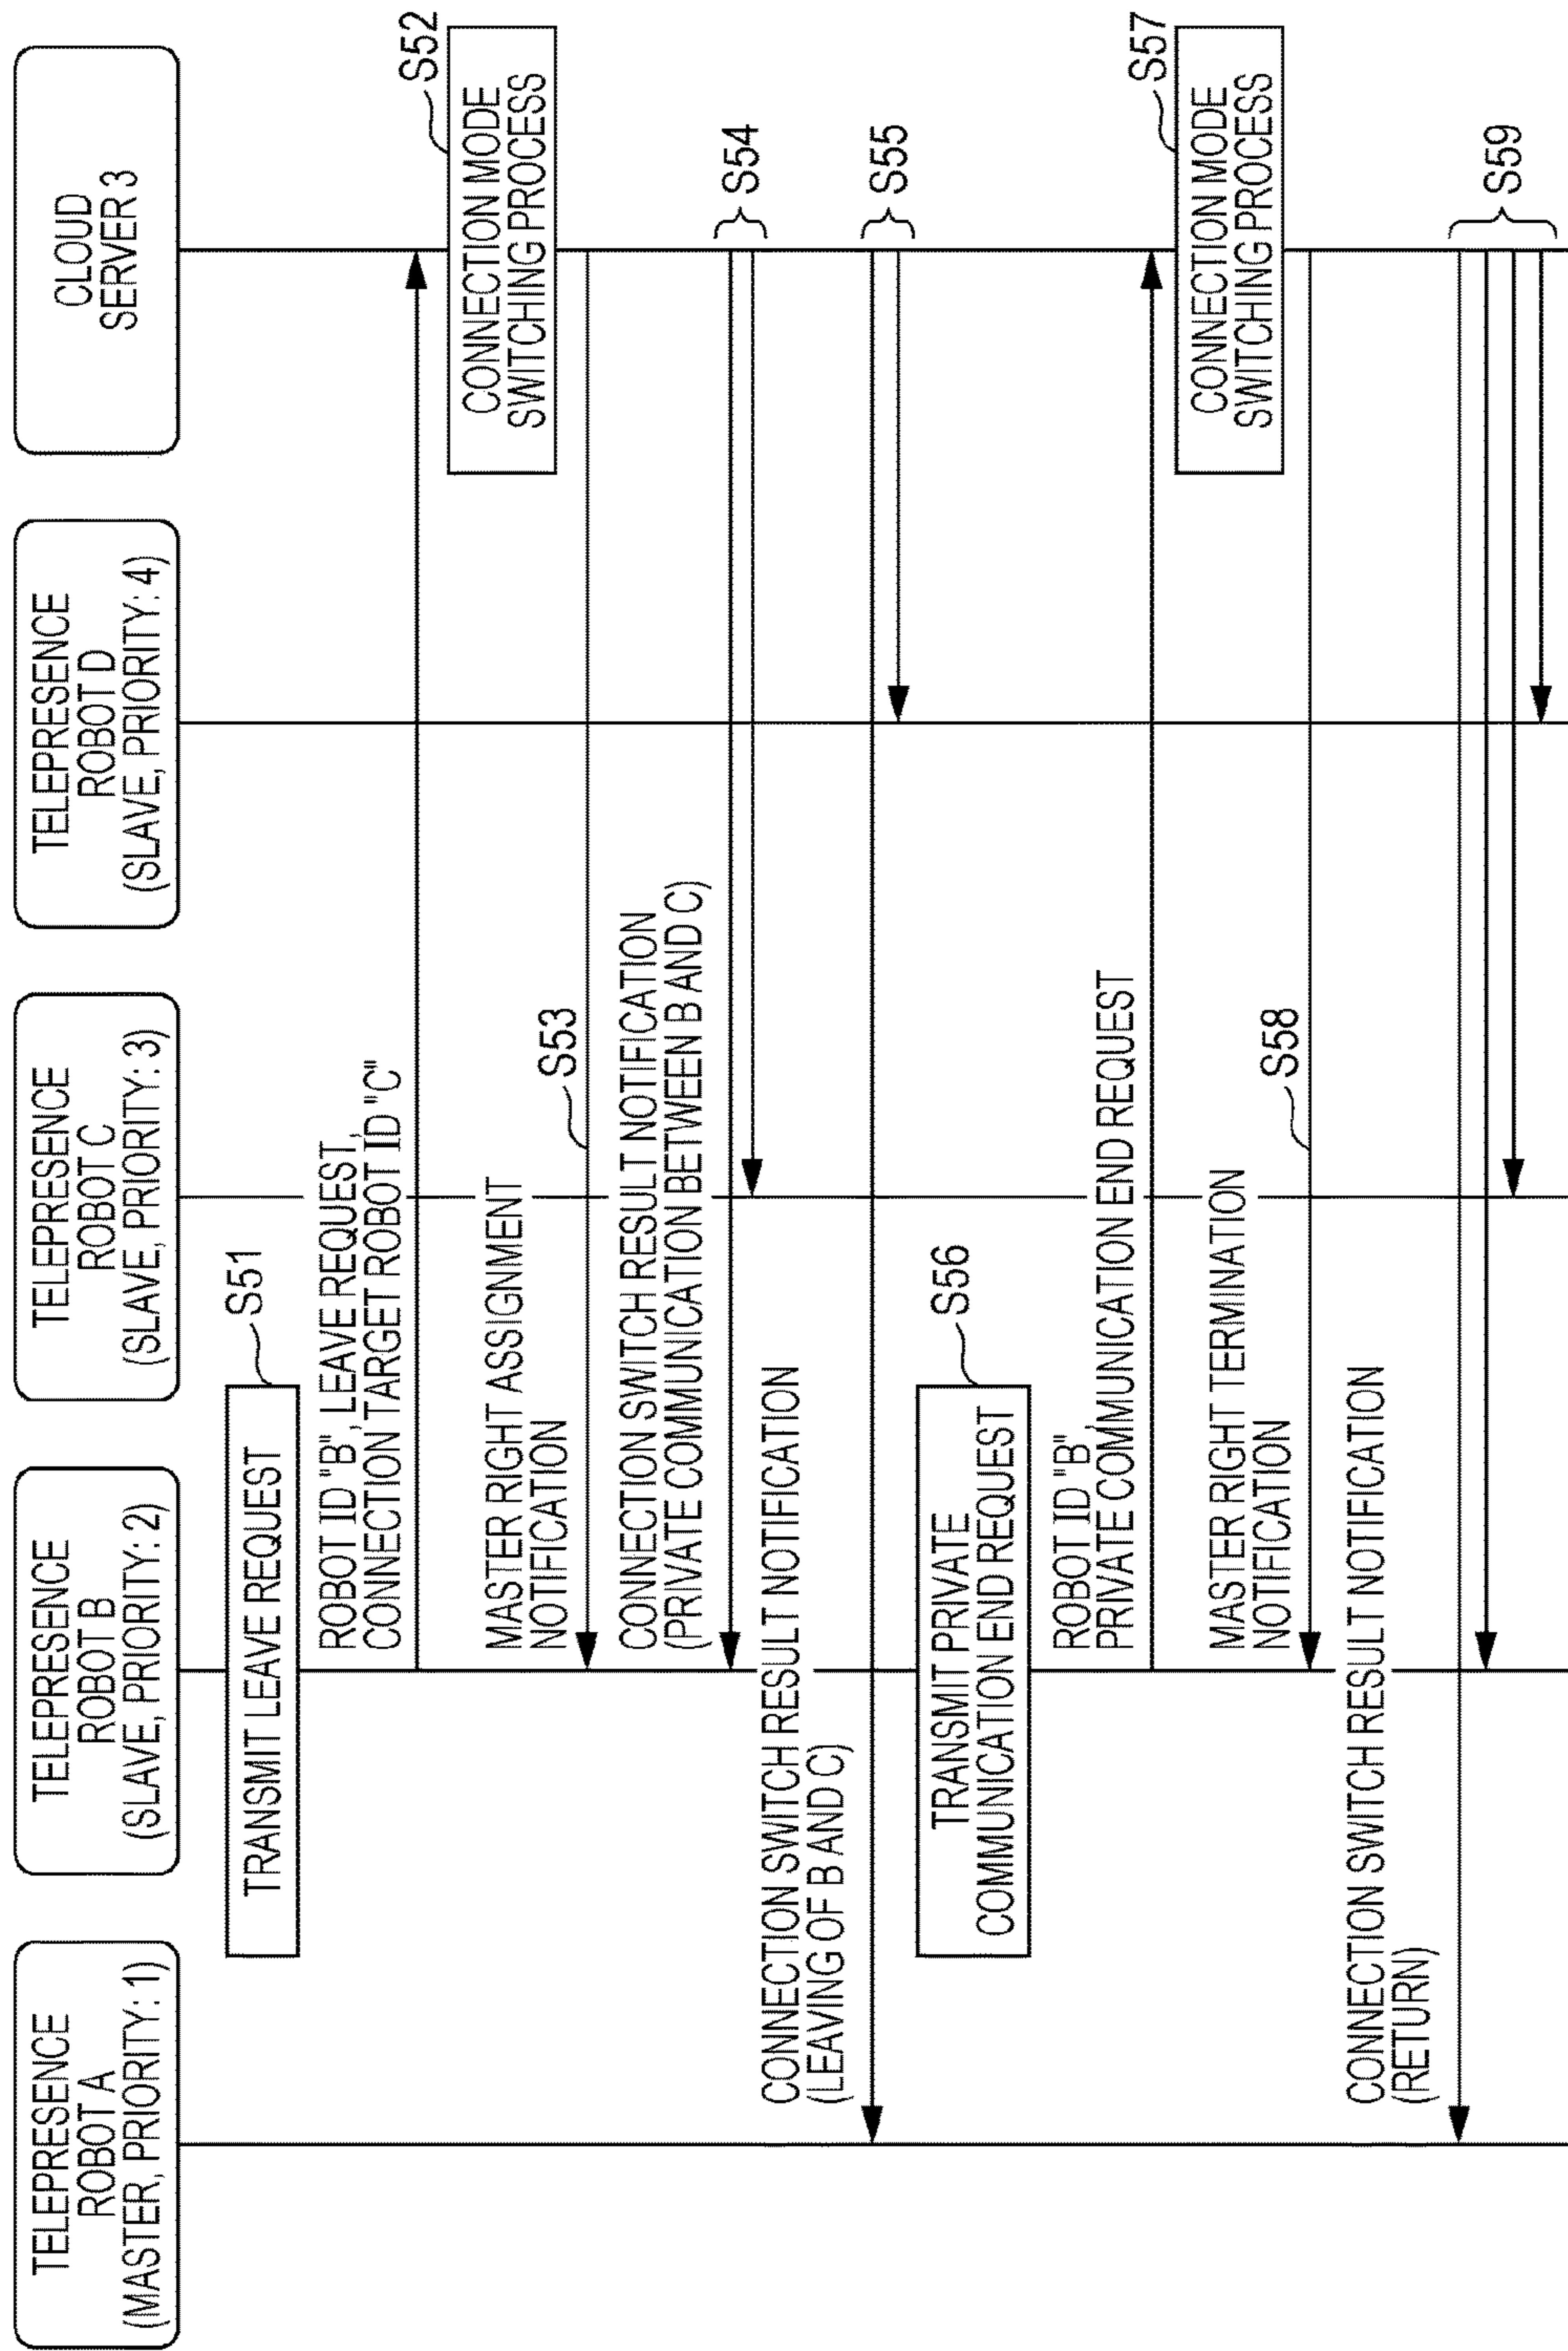 TELEPRESENCE
ROBOT A
(MASTER, PRIORITY: 1)
TELEPRESENCE
ROBOT B
(SLAVE, PRIORITY: 2)
TELEPRESENCE
ROBOT C
(SLAVE, PRIORITY: 3)
TELEPRESENCE
ROBOT D
(SLAVE, PRIORITY: 4)
CLOUD
SERVER 3
TRANSMIT LEAVE REQUEST
S51
ROBOT ID "B", LEAVE REQUEST,
CONNECTION TARGET ROBOT ID "C"
S52
CONNECTION MODE
SWITCHING PROCESS
MASTER RIGHT ASSIGNMENT
NOTIFICATION
S53
CONNECTION SWITCH RESULT NOTIFICATION
(PRIVATE COMMUNICATION BETWEEN B AND C)
S54
CONNECTION SWITCH RESULT NOTIFICATION
(LEAVING OF B AND C)
S55
TRANSMIT PRIVATE
COMMUNICATION END REQUEST
S56
ROBOT ID "B",
PRIVATE COMMUNICATION END REQUEST
S57
CONNECTION MODE
SWITCHING PROCESS
MASTER RIGHT TERMINATION
NOTIFICATION
S58
CONNECTION SWITCH RESULT NOTIFICATION
(RETURN)
S59